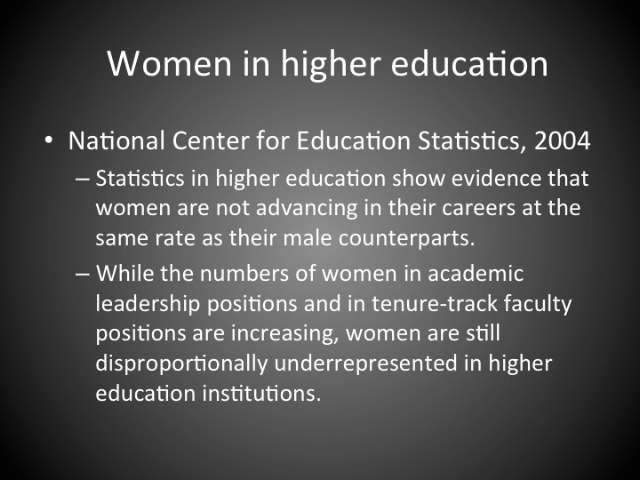 Women in higher education
• National Center for Education Statistics, 2004
– Statistics in higher education show evidence that
women are not advancing in their careers at the
same rate as their male counterparts.
– While the numbers of women in academic
leadership positions and in tenure-track faculty
positions are increasing, women are still
disproportionally underrepresented in higher
education institutions.